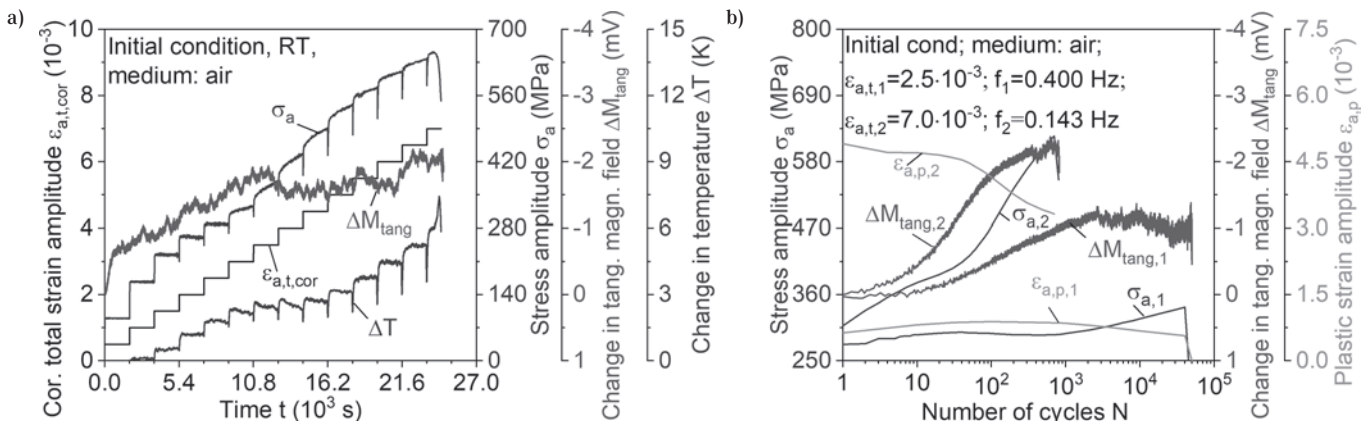 a)
Cor. total strain amplitude εa,t,cor (10-3)
10
8
6
4
2
0
Initial condition, RT,
medium: air
σa
ΔMtang
εa,t,cor
ΔT
0.0 5.4 10.8 16.2 21.6 27.0
Time t (10³ s)
700
560
420
280
140
0
Stress amplitude σa (MPa)
-4
-3
-2
-1
0
1
Change in tang. magn. field ΔMtang (mV)
15
12
9
6
3
0
Change in temperature ΔT (K)
b)
Stress amplitude σa (MPa)
800
690
580
470
360
250
Initial cond; medium: air;
εa,t,1=2.5·10-3; f1=0.400 Hz;
εa,t,2=7.0·10-3; f2=0.143 Hz
εa,p,2
ΔMtang,2
σa,2
ΔMtang,1
εa,p,1
σa,1
1 10² 10³ 10⁴ 10⁵
Number of cycles N
-4
-3
-2
-1
0
1
Change in tang. magn. field ΔMtang (mV)
7.5
6.0
4.5
3.0
1.5
0.0
Plastic strain amplitude εa,p (10-3)